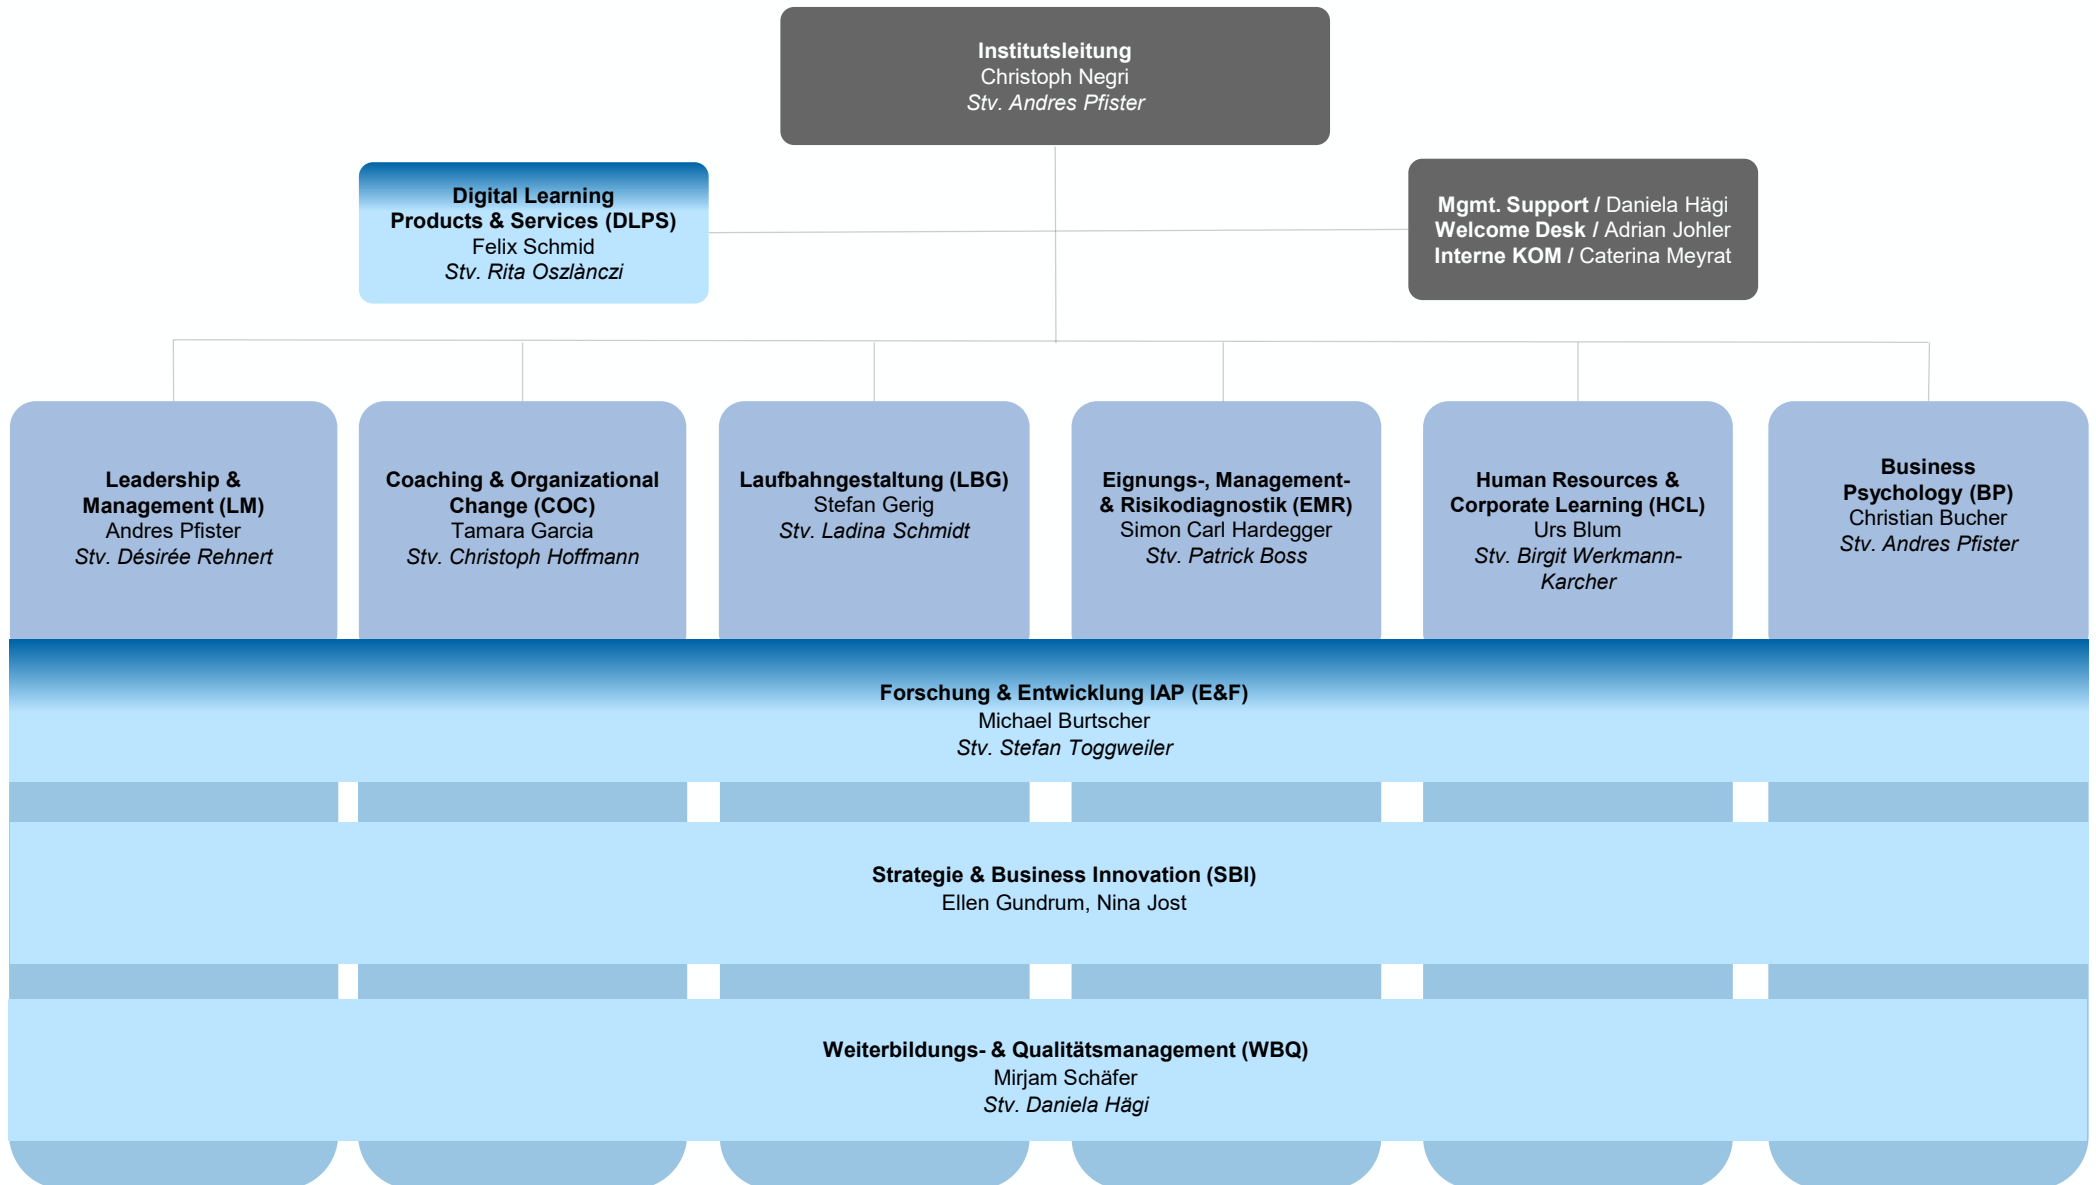 Institutsleitung
Christoph Negri
Stv. Andres Pfister
Digital Learning
Products & Services (DLPS)
Felix Schmid
Stv. Rita Oszlànczi
Mgmt. Support / Daniela Hägi
Welcome Desk / Adrian Johler
Interne KOM / Caterina Meyrat
Leadership &
Management (LM)
Andres Pfister
Stv. Désirée Rehnert
Coaching & Organizational
Change (COC)
Tamara Garcia
Stv. Christoph Hoffmann
Laufbahngestaltung (LBG)
Stefan Gerig
Stv. Ladina Schmidt
Eignungs-, Management-
& Risikodiagnostik (EMR)
Simon Carl Hardegger
Stv. Patrick Boss
Human Resources &
Corporate Learning (HCL)
Urs Blum
Stv. Birgit Werkmann-
Karcher
Business
Psychology (BP)
Christian Bucher
Stv. Andres Pfister
Forschung & Entwicklung IAP (E&F)
Michael Burtscher
Stv. Stefan Toggweiler
Strategie & Business Innovation (SBI)
Ellen Gundrum, Nina Jost
Weiterbildungs- & Qualitätsmanagement (WBQ)
Mirjam Schäfer
Stv. Daniela Hägi